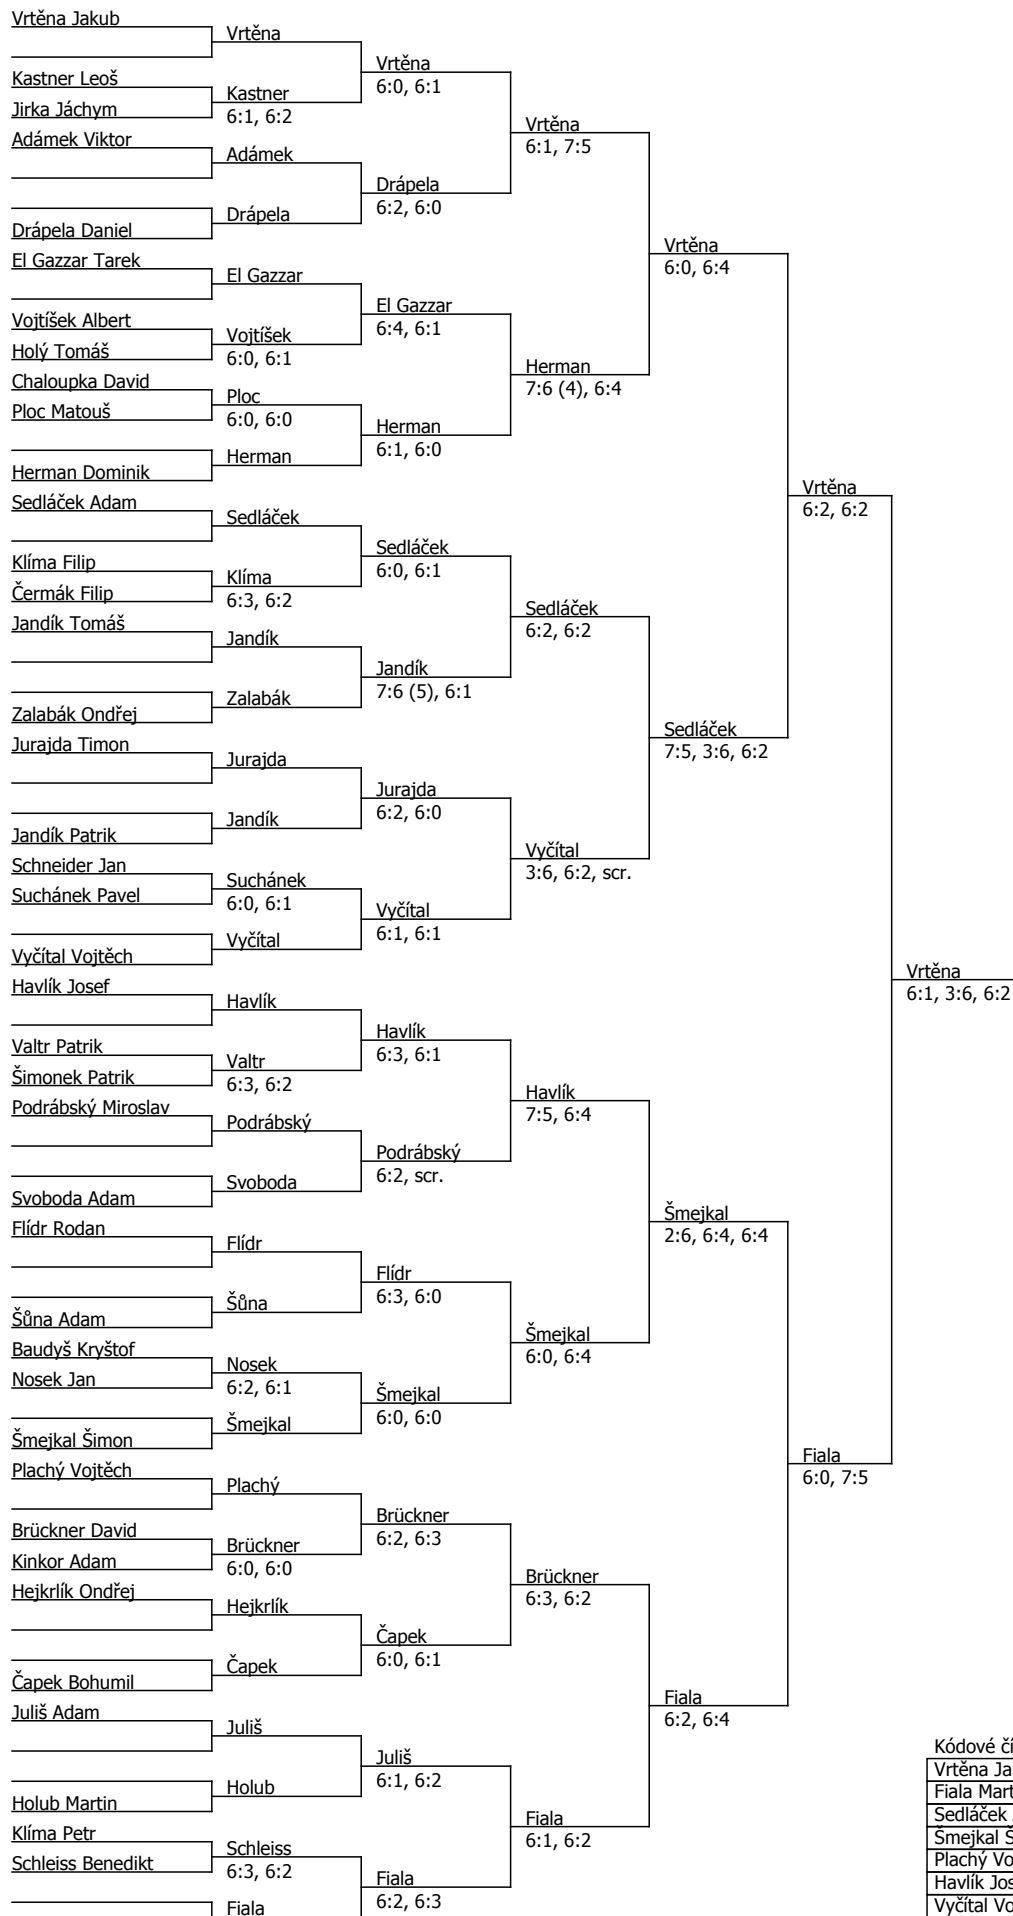 Vrtěna Jakub
Kastner Leoš
Jirka Jáchym
Adámek Viktor
Drápela Daniel
El Gazzar Tarek
Vojtíšek Albert
Holý Tomáš
Chaloupka David
Ploc Matouš
Herman Dominik
Sedláček Adam
Klíma Filip
Čermák Filip
Jandík Tomáš
Zalabák Ondřej
Jurajda Timon
Jandík Patrik
Schneider Jan
Suchánek Pavel
Vyčítal Vojtěch
Havlík Josef
Valtr Patrik
Šimonek Patrik
Podrábský Miroslav
Svoboda Adam
Flídr Rodan
Šůna Adam
Baudyš Kryštof
Nosek Jan
Šmejkal Šimon
Plachý Vojtěch
Brückner David
Kinkor Adam
Hejkrlík Ondřej
Čapek Bohumil
Juliš Adam
Holub Martin
Klíma Petr
Schleiss Benedikt
Vrtěna
Kastner
6:1, 6:2
Adámek
Drápela
El Gazzar
Vojtíšek
6:0, 6:1
Ploc
6:0, 6:0
Herman
Sedláček
Klíma
6:3, 6:2
Jandík
Zalabák
Jurajda
Jandík
Suchánek
6:0, 6:1
Vyčítal
Havlík
Valtr
6:3, 6:2
Podrábský
Svoboda
Flídr
Šůna
Nosek
6:2, 6:1
Šmejkal
Plachý
Brückner
6:0, 6:0
Hejkrlík
Čapek
Juliš
Holub
Schleiss
6:3, 6:2
Fiala
Vrtěna
6:0, 6:1
Drápela
6:2, 6:0
El Gazzar
6:4, 6:1
Herman
6:1, 6:0
Sedláček
6:0, 6:1
Jandík
7:6 (5), 6:1
Jurajda
6:2, 6:0
Vyčítal
6:1, 6:1
Havlík
6:3, 6:1
Podrábský
6:2, scr.
Flídr
6:3, 6:0
Šmejkal
6:0, 6:0
Brückner
6:2, 6:3
Čapek
6:0, 6:1
Juliš
6:1, 6:2
Fiala
6:2, 6:3
Vrtěna
6:1, 7:5
Herman
7:6 (4), 6:4
Sedláček
6:2, 6:2
Vyčítal
3:6, 6:2, scr.
Havlík
7:5, 6:4
Šmejkal
6:0, 6:4
Brückner
6:3, 6:2
Fiala
6:1, 6:2
Vrtěna
6:0, 6:4
Sedláček
7:5, 3:6, 6:2
Šmejkal
2:6, 6:4, 6:4
Fiala
6:2, 6:4
Vrtěna
6:2, 6:2
Fiala
6:0, 7:5
Vrtěna
6:1, 3:6, 6:2
Kódové čí
Vrtěna Ja
Fiala Mart
Sedláček
Šmejkal Š
Plachý Vo
Havlík Jos
Vyčítal Vo